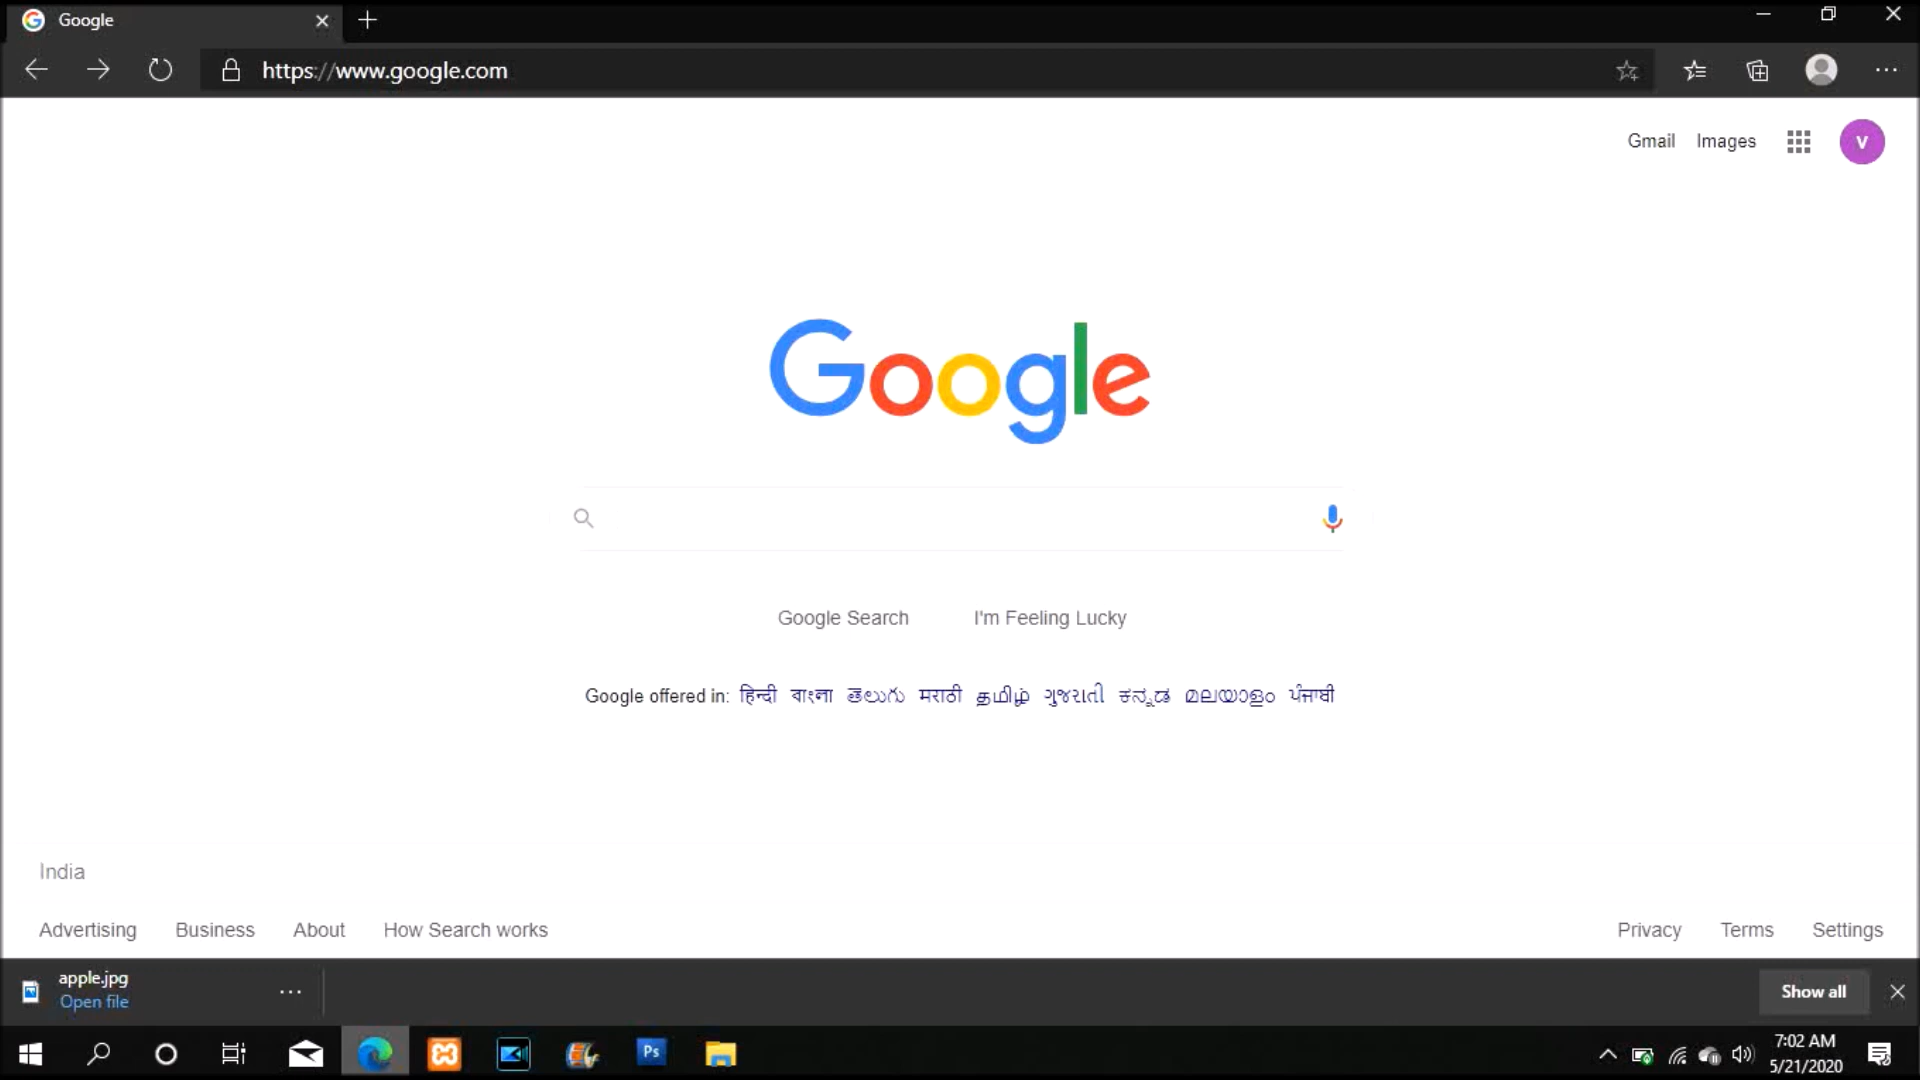 Google
https://www.google.com
Gmail Images
V
Google
Google Search I'm Feeling Lucky
Google offered in: हिन्दी বাংলা తెలుగు मराठी தமிழ் ગુજરાતી ಕನ್ನಡ മലയാളം ਪੰਜਾਬੀ
India
Advertising Business About How Search works Privacy Terms Settings
apple.jpg
Open file
Show all
Ps
7:02 AM
5/21/2020